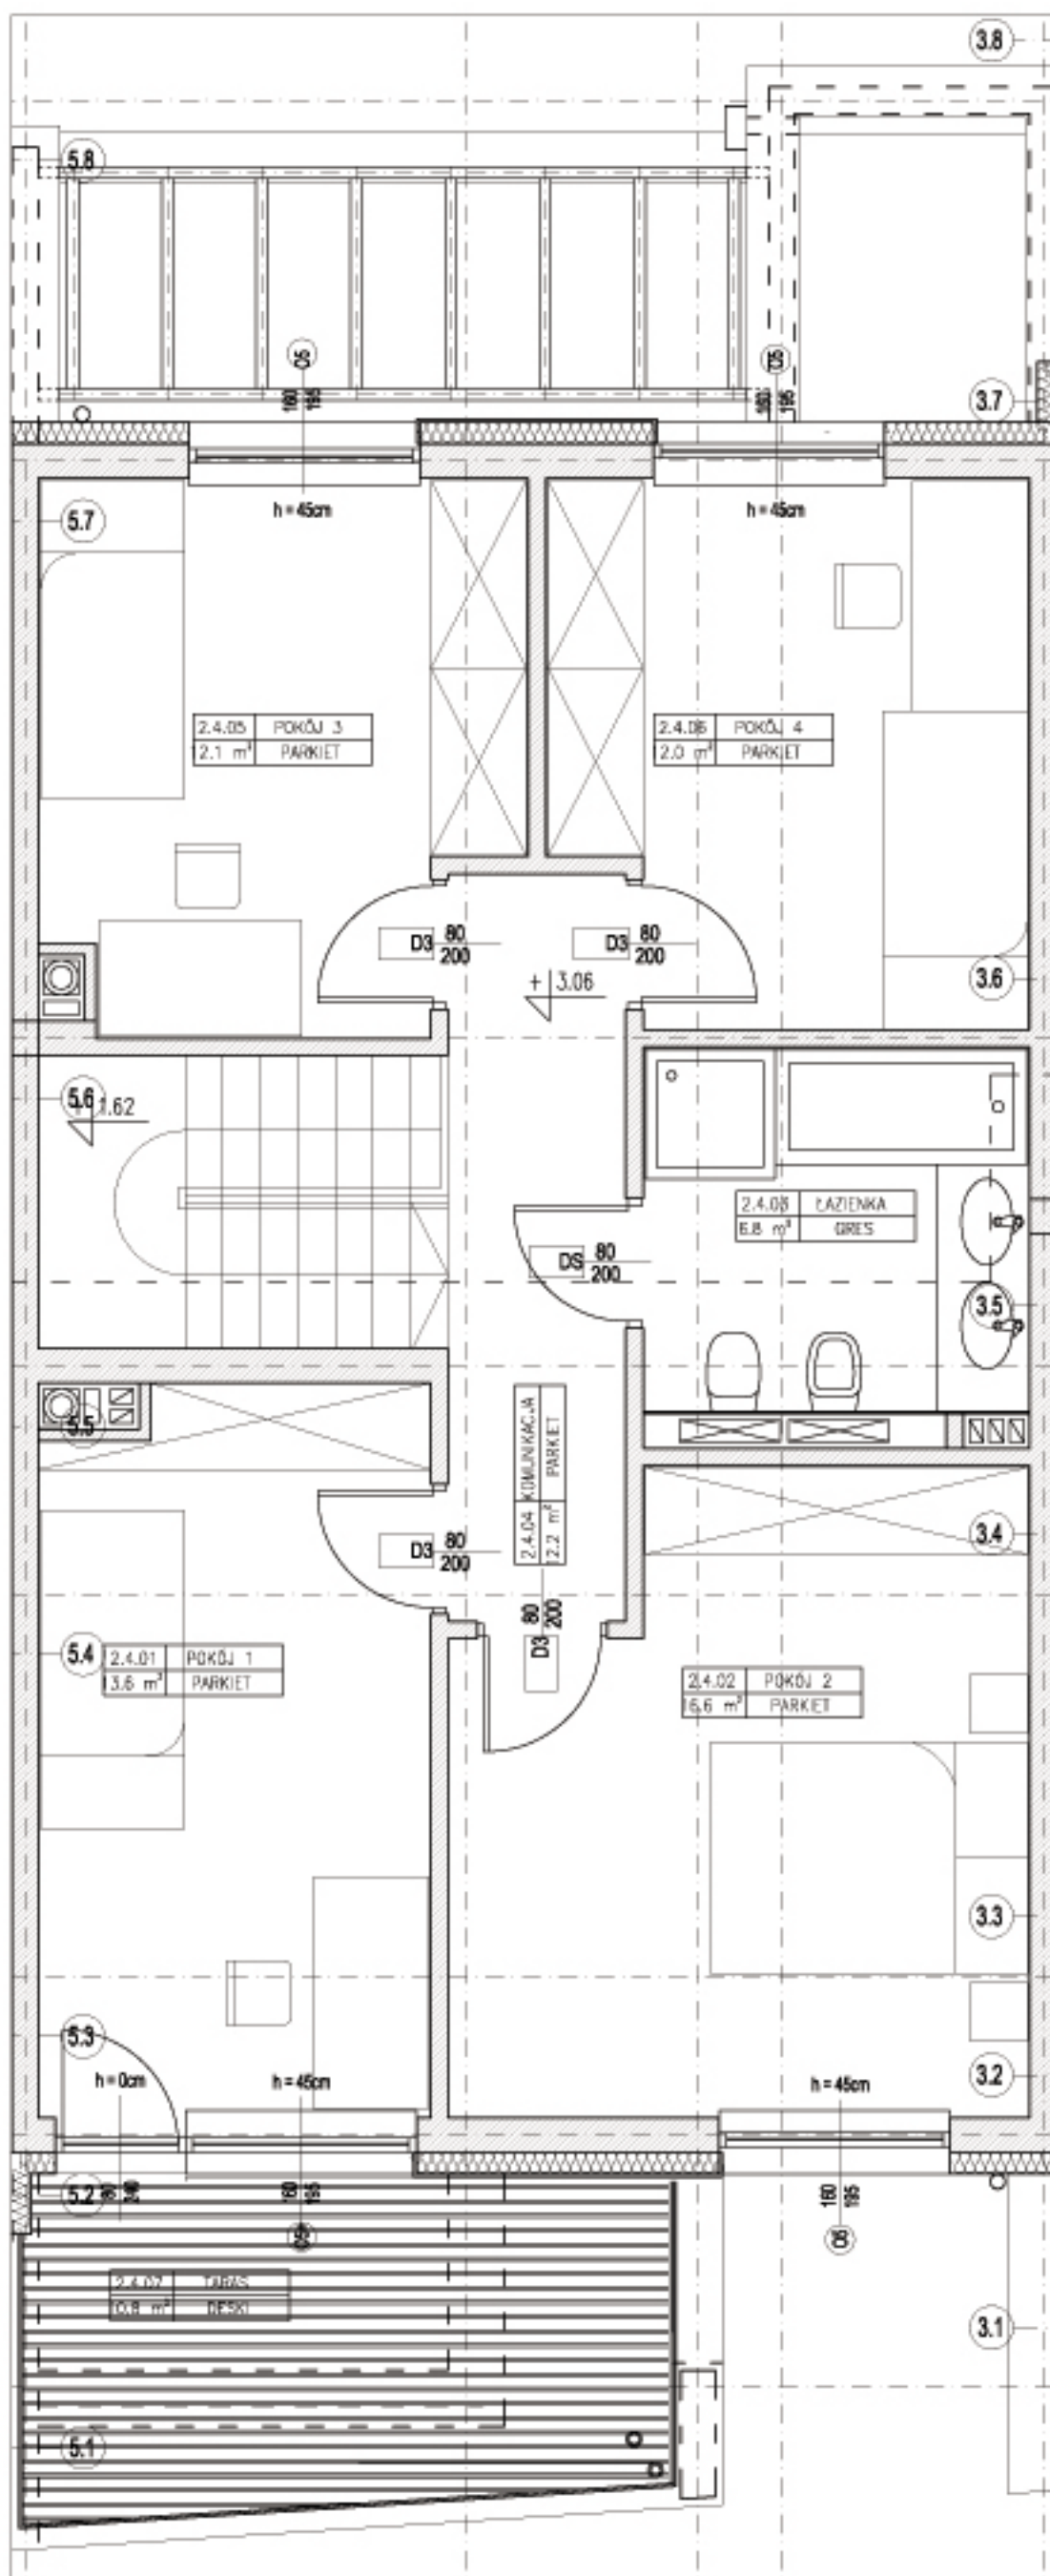 3.8
5.8
O5
160
195
O5
160
195
3.7
h = 45cm
h = 45cm
5.7
2.4.05 POKÓJ 3
12.1 m² PARKIET
2.4.06 POKÓJ 4
12.0 m² PARKIET
D3 80
200
D3 80
200
+ 3.06
3.6
5.6
1.62
2.4.03 ŁAZIENKA
6.8 m² GRES
DS 80
200
3.5
5.5
2.4.04 KOMUNIKACJA
12.2 m² PARKIET
3.4
D3 80
200
D3 80
200
5.4
2.4.01 POKÓJ 1
13.6 m² PARKIET
2.4.02 POKÓJ 2
16.6 m² PARKIET
3.3
5.3
h = 0cm
h = 45cm
h = 45cm
3.2
5.2
80
240
160
195
160
195
O5
2.4.07 TARAS
10.8 m² DESKI
3.1
5.1